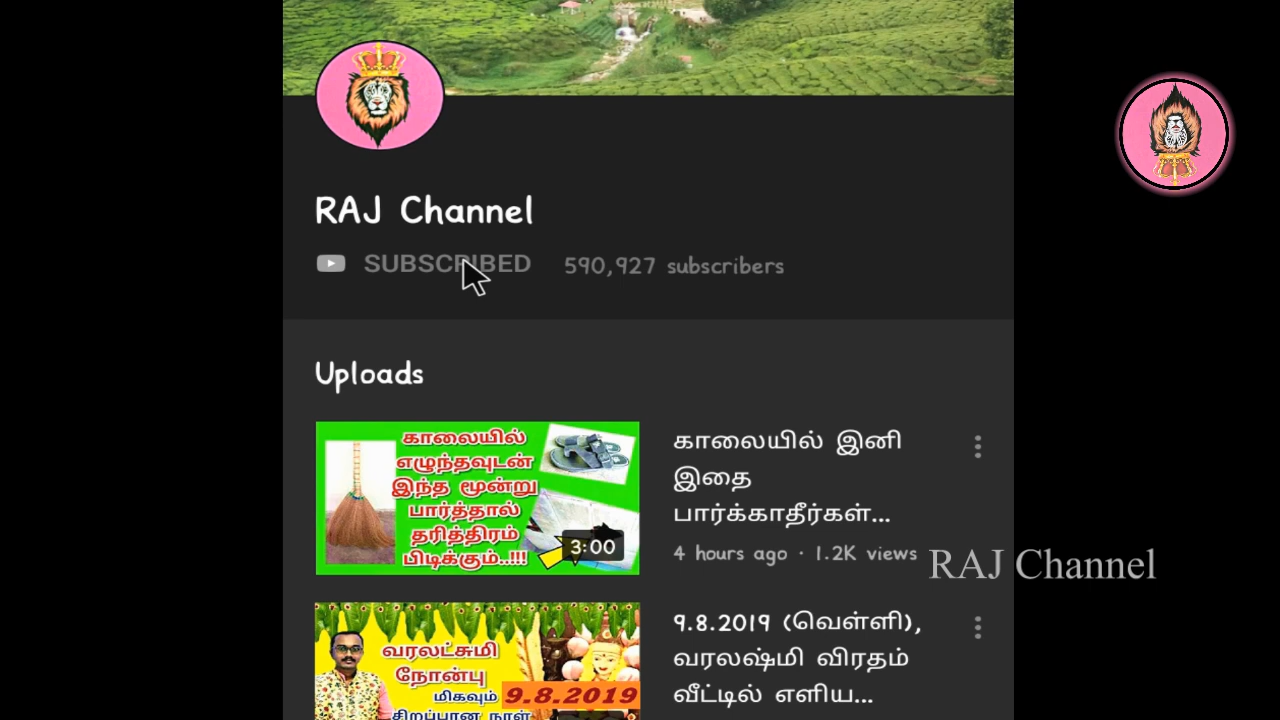 RAJ Channel
SUBSCRIBED 590,927 subscribers
Uploads
காலையில்
எழுந்தவுடன்
இந்த மூன்று
பார்த்தால்
தரித்திரம்
பிடிக்கும்..!!!
3:00
காலையில் இனி
இதை
பார்க்காதீர்கள்...
4 hours ago · 1.2K views
RAJ Channel
வரலட்சுமி
நோன்பு
மிகவும் 9.8.2019
சிறப்பான நாள்
9.8.2019 (வெள்ளி),
வரலஷ்மி விரதம்
வீட்டில் எளிய...